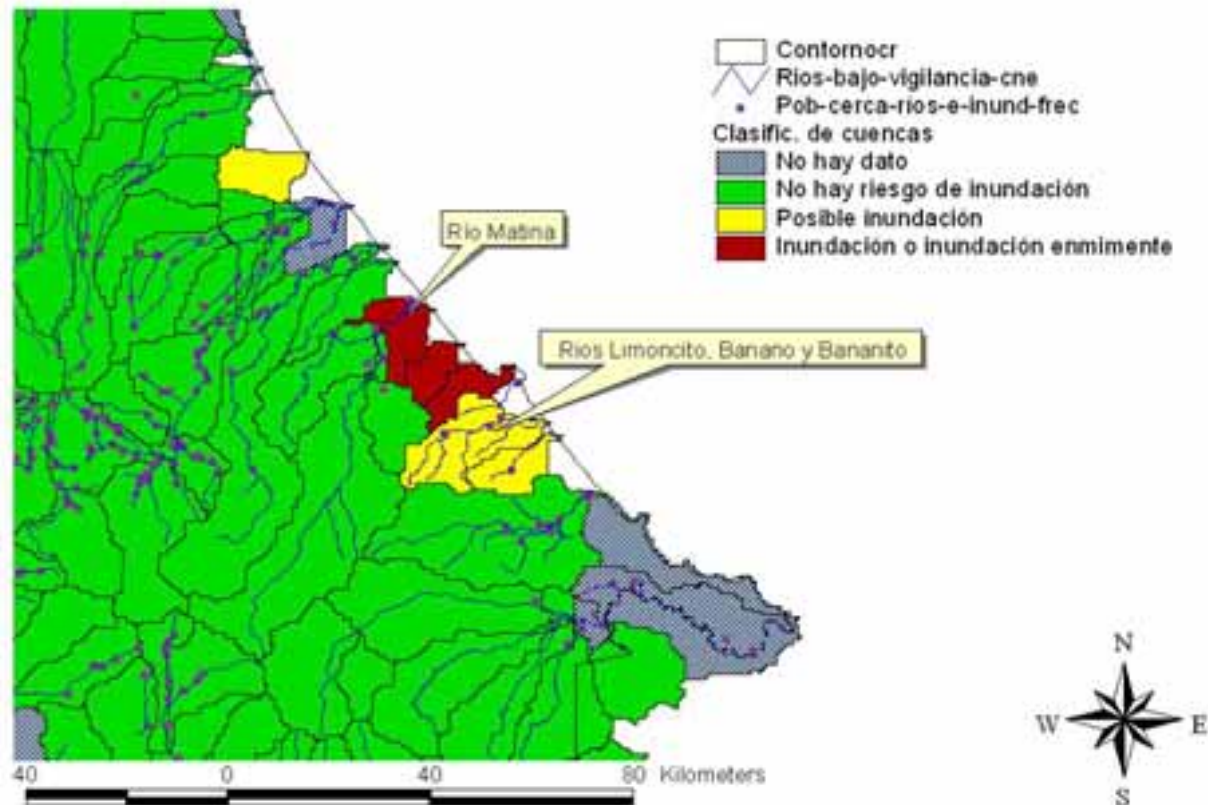 Contornocr
Rios-bajo-vigilancia-cne
Pob-cerca-rios-e-inund-frec
Clasific. de cuencas
No hay dato
No hay riesgo de inundación
Posible inundación
Inundación o inundación enmimente
Río Matina
Rios Limoncito, Banano y Bananito
N
W E
S
40 0 40 80 Kilometers